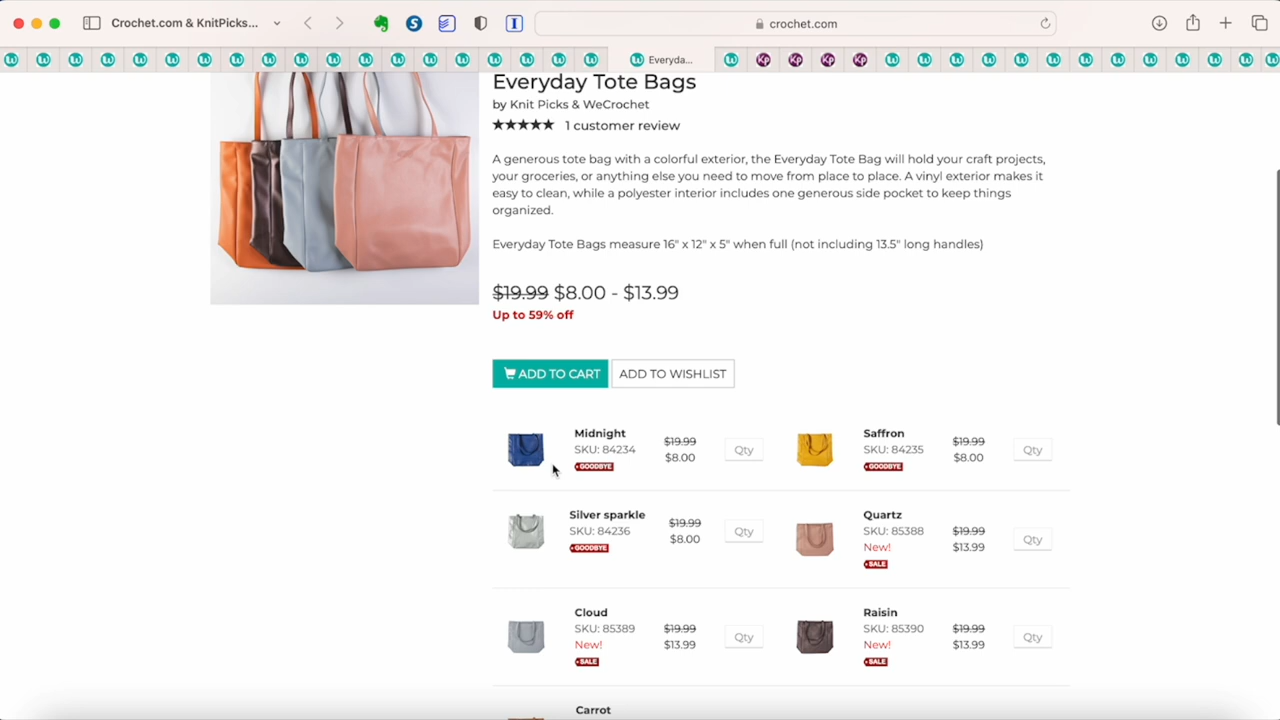 Crochet.com & KnitPicks...
crochet.com
Everyda...
Everyday Tote Bags
by Knit Picks & WeCrochet
★★★★★ 1 customer review
A generous tote bag with a colorful exterior, the Everyday Tote Bag will hold your craft projects,
your groceries, or anything else you need to move from place to place. A vinyl exterior makes it
easy to clean, while a polyester interior includes one generous side pocket to keep things
organized.
Everyday Tote Bags measure 16" x 12" x 5" when full (not including 13.5" long handles)
$19.99 $8.00 - $13.99
Up to 59% off
ADD TO CART
ADD TO WISHLIST
Midnight
SKU: 84234
GOODBYE
$19.99
$8.00
Qty
Saffron
SKU: 84235
GOODBYE
$19.99
$8.00
Qty
Silver sparkle
SKU: 84236
GOODBYE
$19.99
$8.00
Qty
Quartz
SKU: 85388
New!
SALE
$19.99
$13.99
Qty
Cloud
SKU: 85389
New!
SALE
$19.99
$13.99
Qty
Raisin
SKU: 85390
New!
SALE
$19.99
$13.99
Qty
Carrot